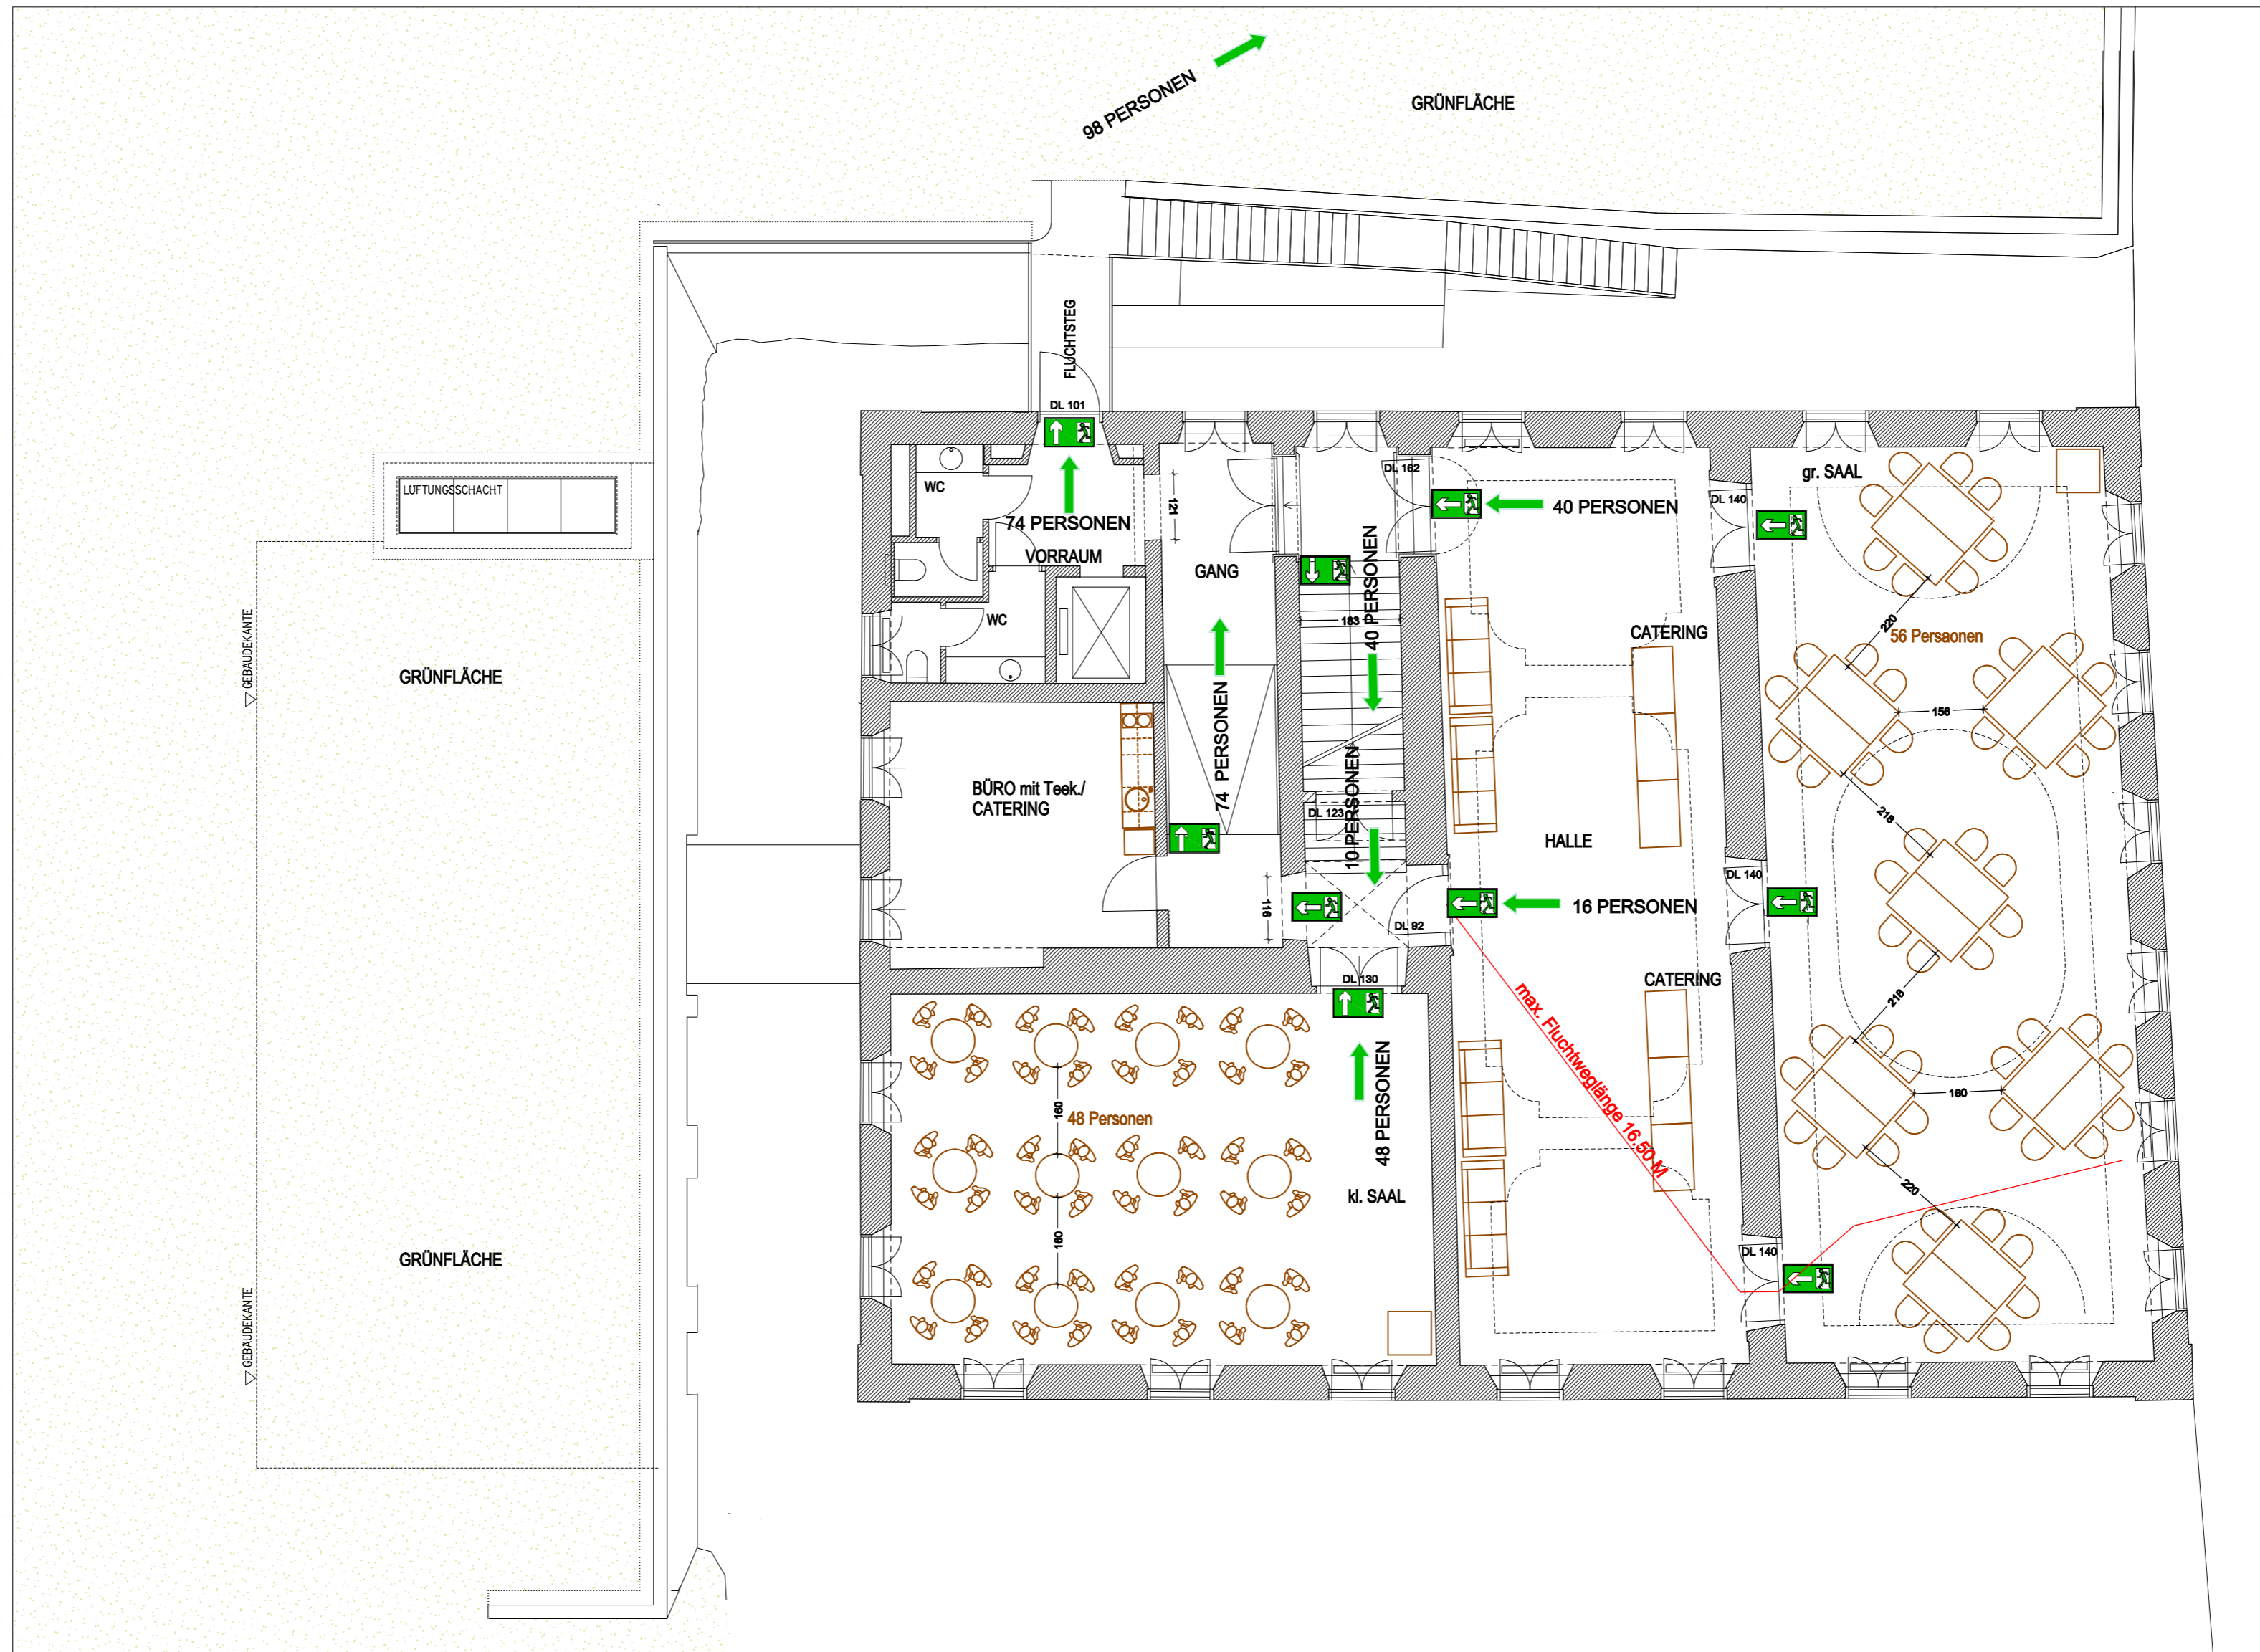 98 PERSONEN
GRÜNFLÄCHE
FLUCHTSTEG
DL 101
LÜFTUNGSSCHACHT
WC
74 PERSONEN
VORRAUM
121
GANG
DL 162
40 PERSONEN
DL 140
gr. SAAL
40 PERSONEN
183
WC
CATERING
220
56 Persaonen
GEBÄUDEKANTE
GRÜNFLÄCHE
74 PERSONEN
156
BÜRO mit Teek./
CATERING
10 PERSONEN
DL 123
HALLE
218
DL 140
116
16 PERSONEN
DL 92
DL 130
CATERING
218
max. Fluchtweglänge 16.50 M
48 PERSONEN
160
48 Personen
160
kl. SAAL
220
160
DL 140
GRÜNFLÄCHE
GEBÄUDEKANTE